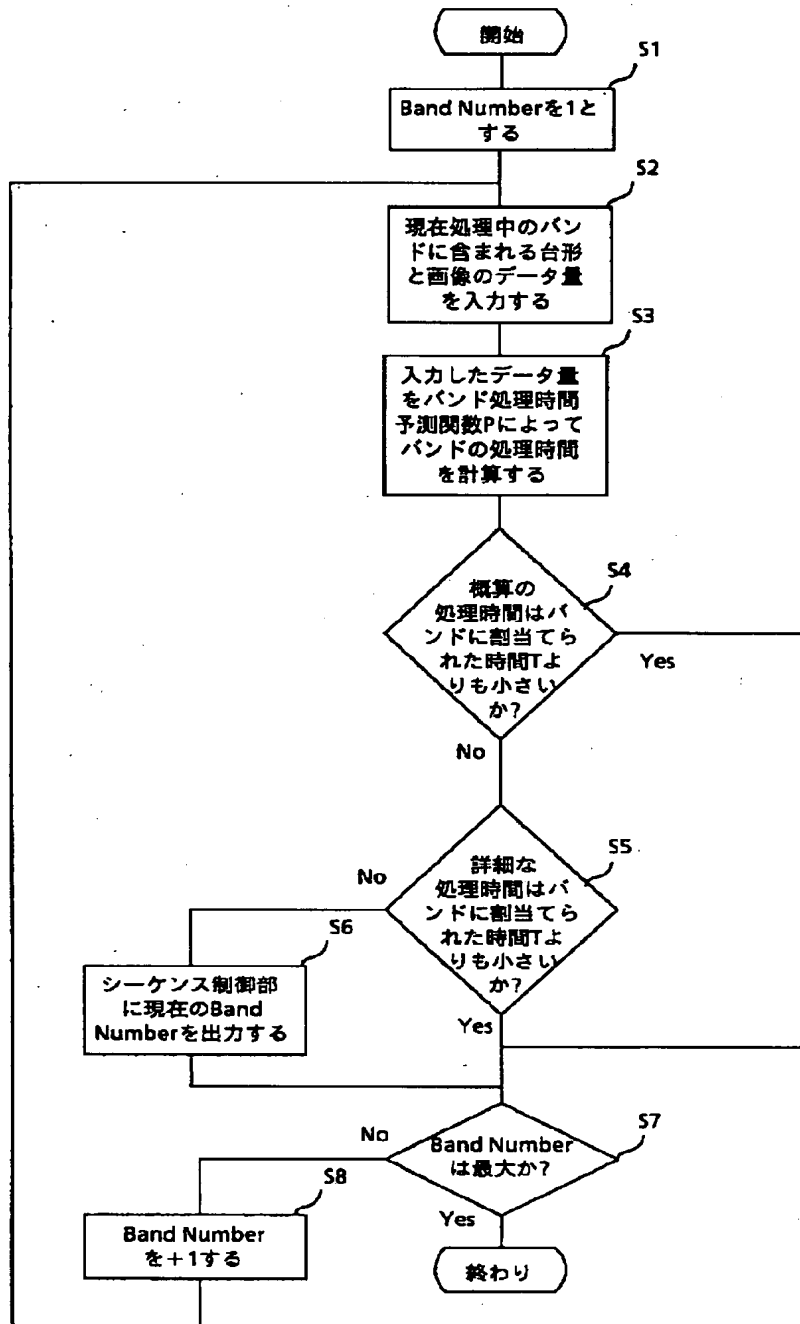 開始
S1
Band Numberを1と
する
S2
現在処理中のバン
ドに含まれる台形
と画像のデータ量
を入力する
S3
入力したデータ量
をバンド処理時間
予測関数Pによって
バンドの処理時間
を計算する
S4
概算の
処理時間はバ
ンドに割当てら
れた時間Tよ
りも小さい
か?
Yes
No
S5
詳細な
処理時間はバ
ンドに割当てら
れた時間Tよ
りも小さい
か?
No
S6
シーケンス制御部
に現在のBand
Numberを出力する
Yes
S7
Band Number
は最大か?
No
S8
Band Number
を+1する
Yes
終わり